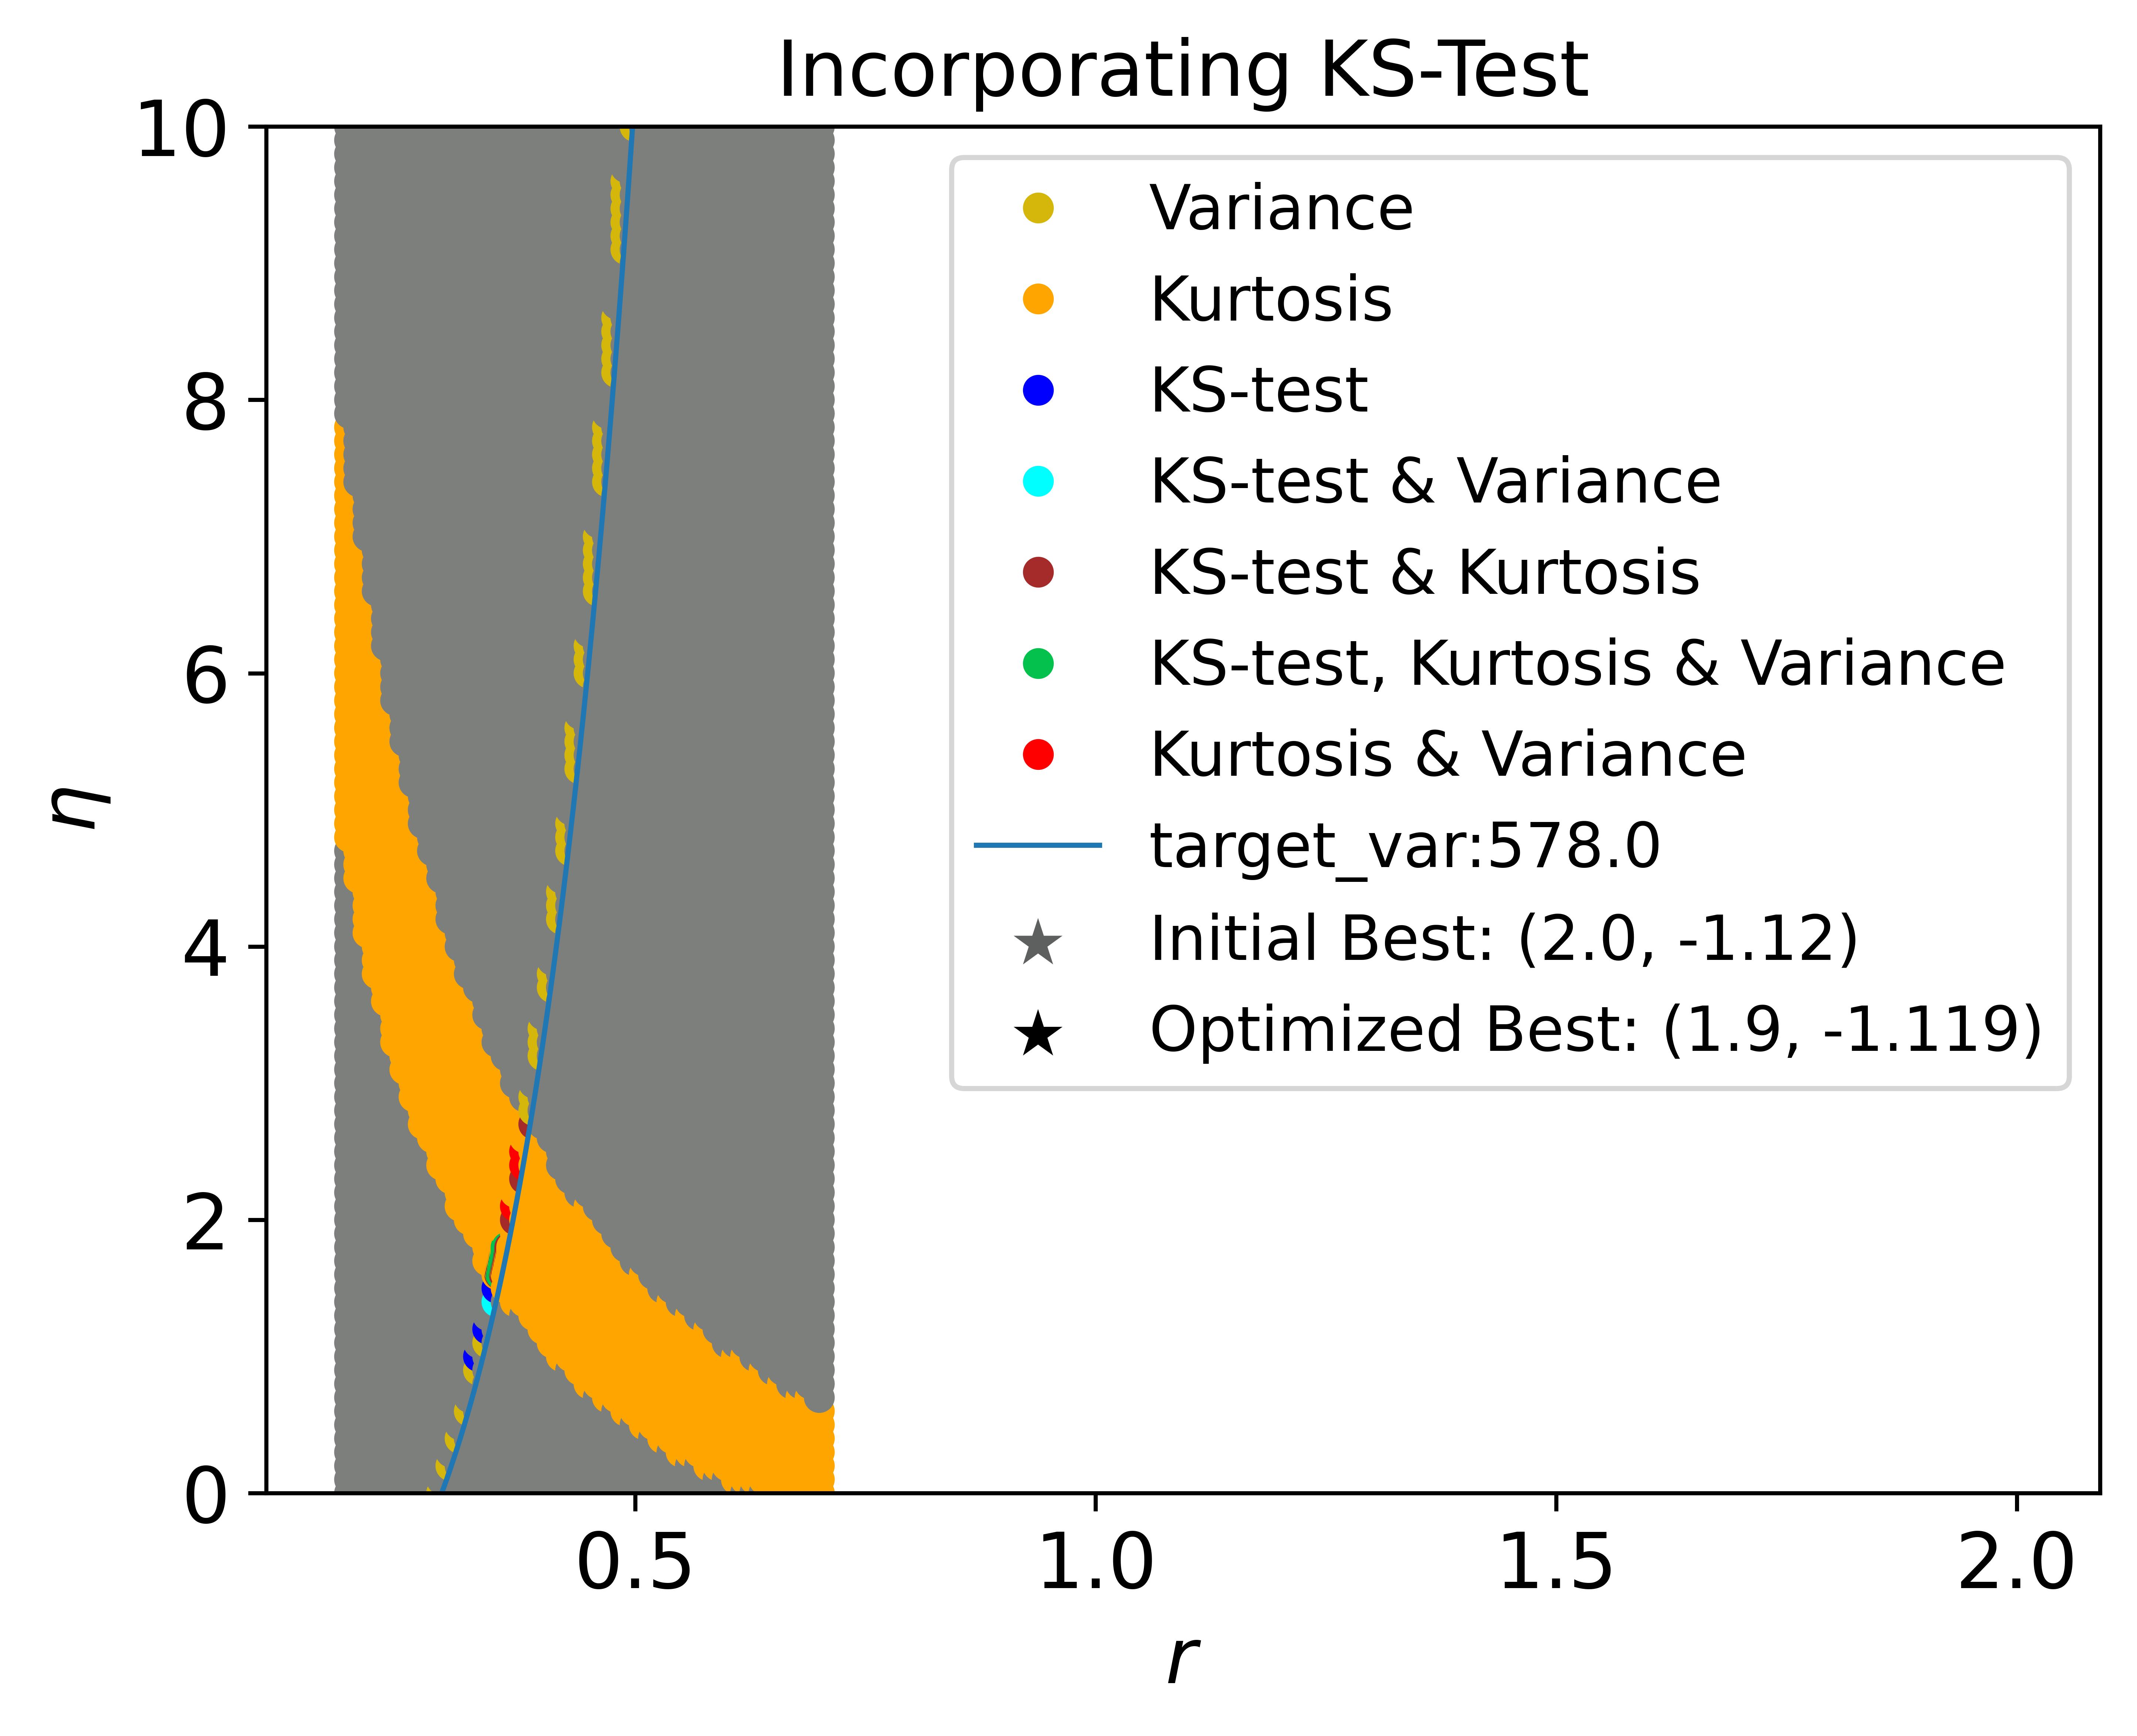 Incorporating KS-Test
10
8
6
4
2
0
η
0.5
1.0
1.5
2.0
r
Variance
Kurtosis
KS-test
KS-test & Variance
KS-test & Kurtosis
KS-test, Kurtosis & Variance
Kurtosis & Variance
target_var:578.0
Initial Best: (2.0, -1.12)
Optimized Best: (1.9, -1.119)